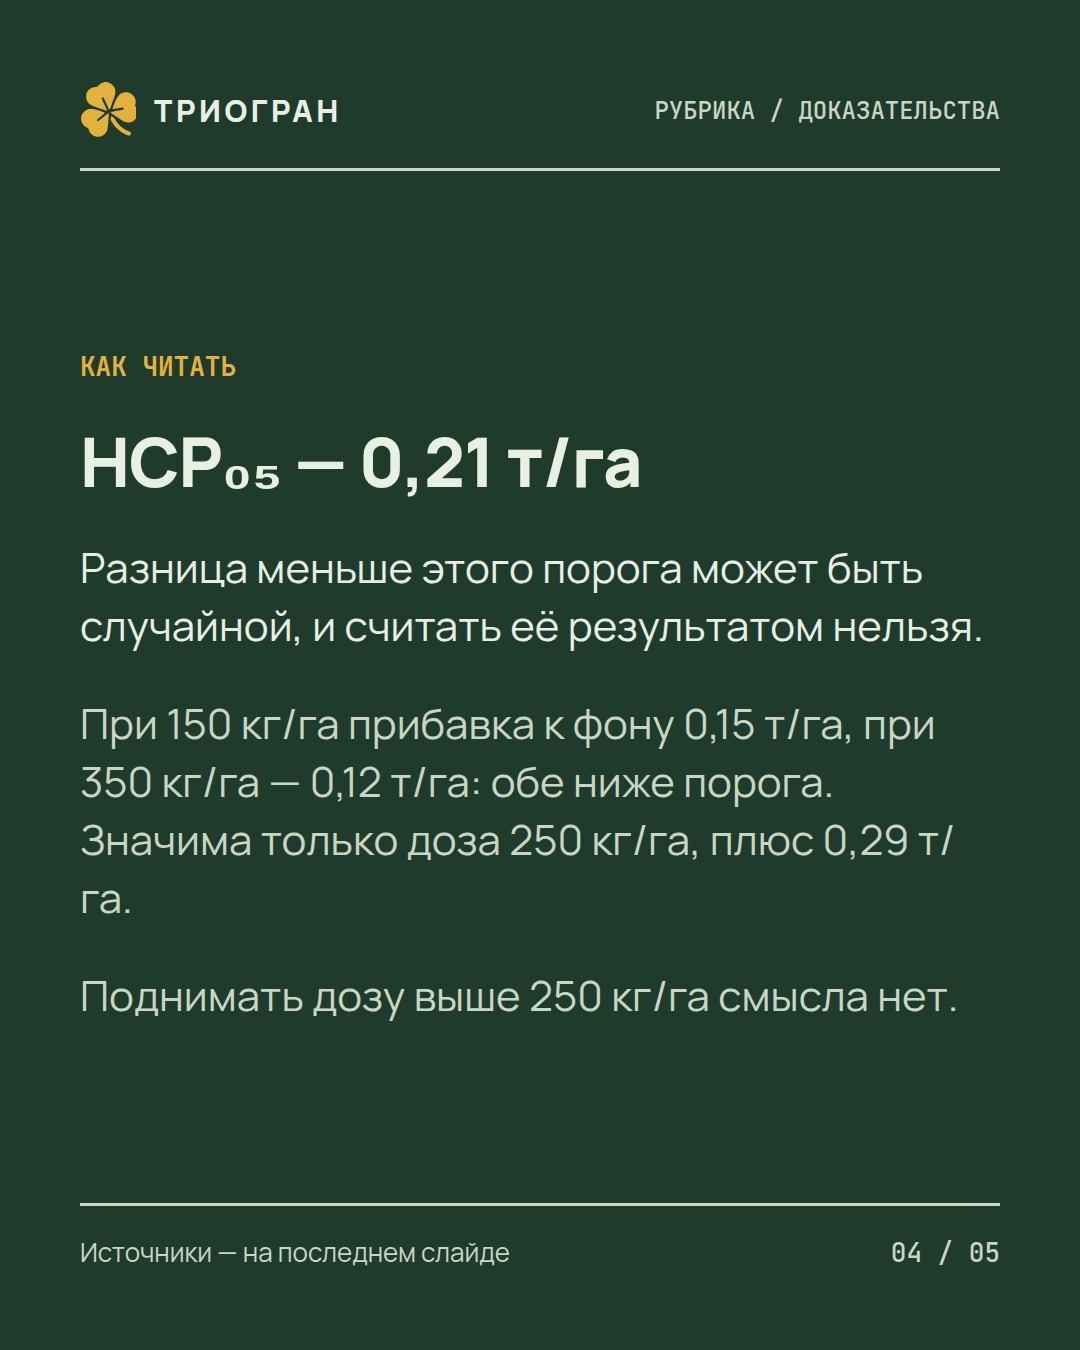 ТРИОГРАН
РУБРИКА / ДОКАЗАТЕЛЬСТВА
КАК ЧИТАТЬ
НСР₀₅ — 0,21 т/га
Разница меньше этого порога может быть
случайной, и считать её результатом нельзя.
При 150 кг/га прибавка к фону 0,15 т/га, при
350 кг/га — 0,12 т/га: обе ниже порога.
Значима только доза 250 кг/га, плюс 0,29 т/
га.
Поднимать дозу выше 250 кг/га смысла нет.
Источники — на последнем слайде
04 / 05